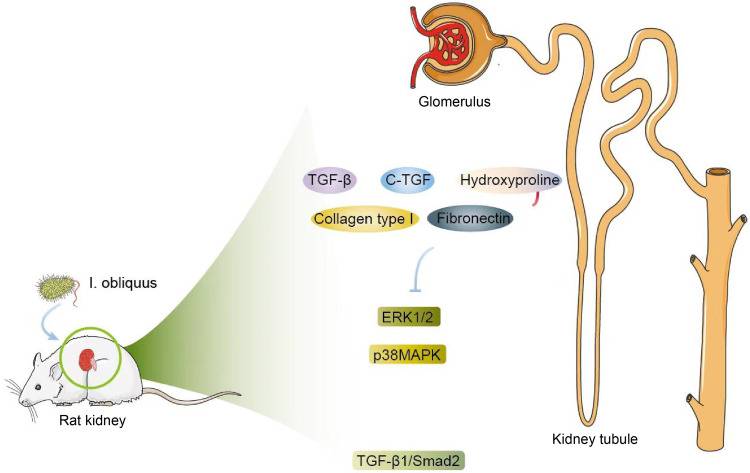 Glomerulus
TGF-β
C-TGF
Hydroxyproline
Collagen type I
Fibronectin
I. obliquus
ERK1/2
p38MAPK
Rat kidney
Kidney tubule
TGF-β1/Smad2